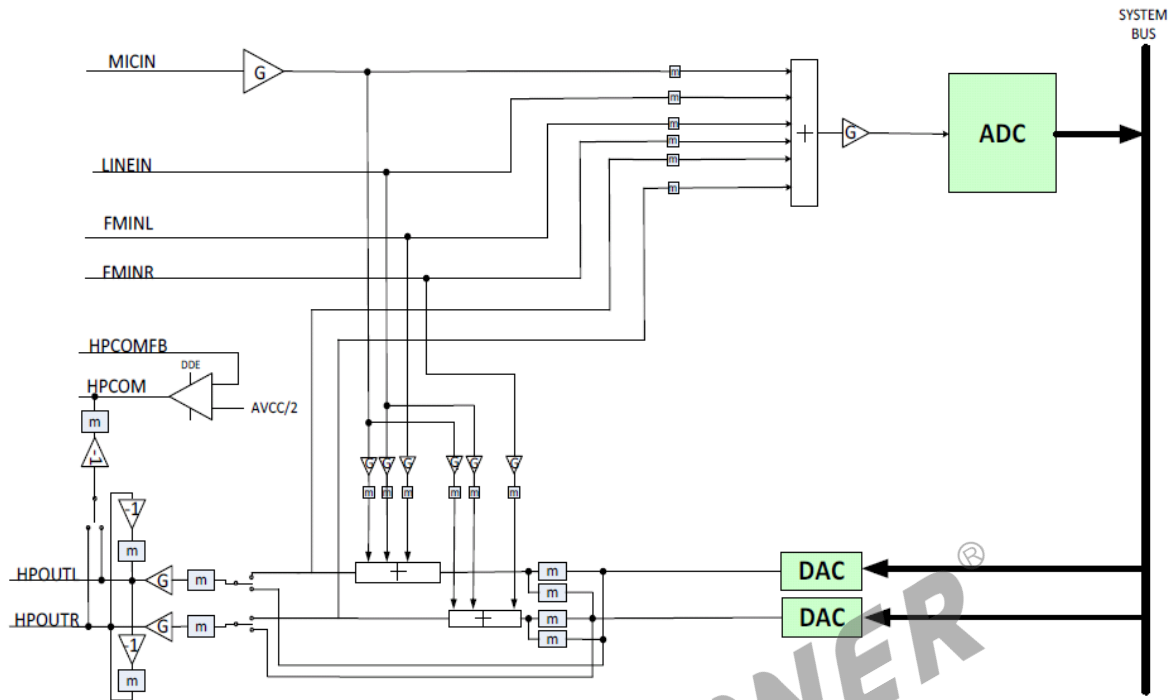 SYSTEM
BUS
MICIN
G
m
m
LINEIN
m
m
m
m
+
G
ADC
FMINL
FMINR
HPCOMFB
DDE
HPCOM
AVCC/2
m
-1
G
G
G
G
G
G
m
m
m
m
m
m
-1
m
HPOUTL
G
m
+
m
DAC
m
HPOUTR
G
m
+
m
DAC
m
-1
m
NER®